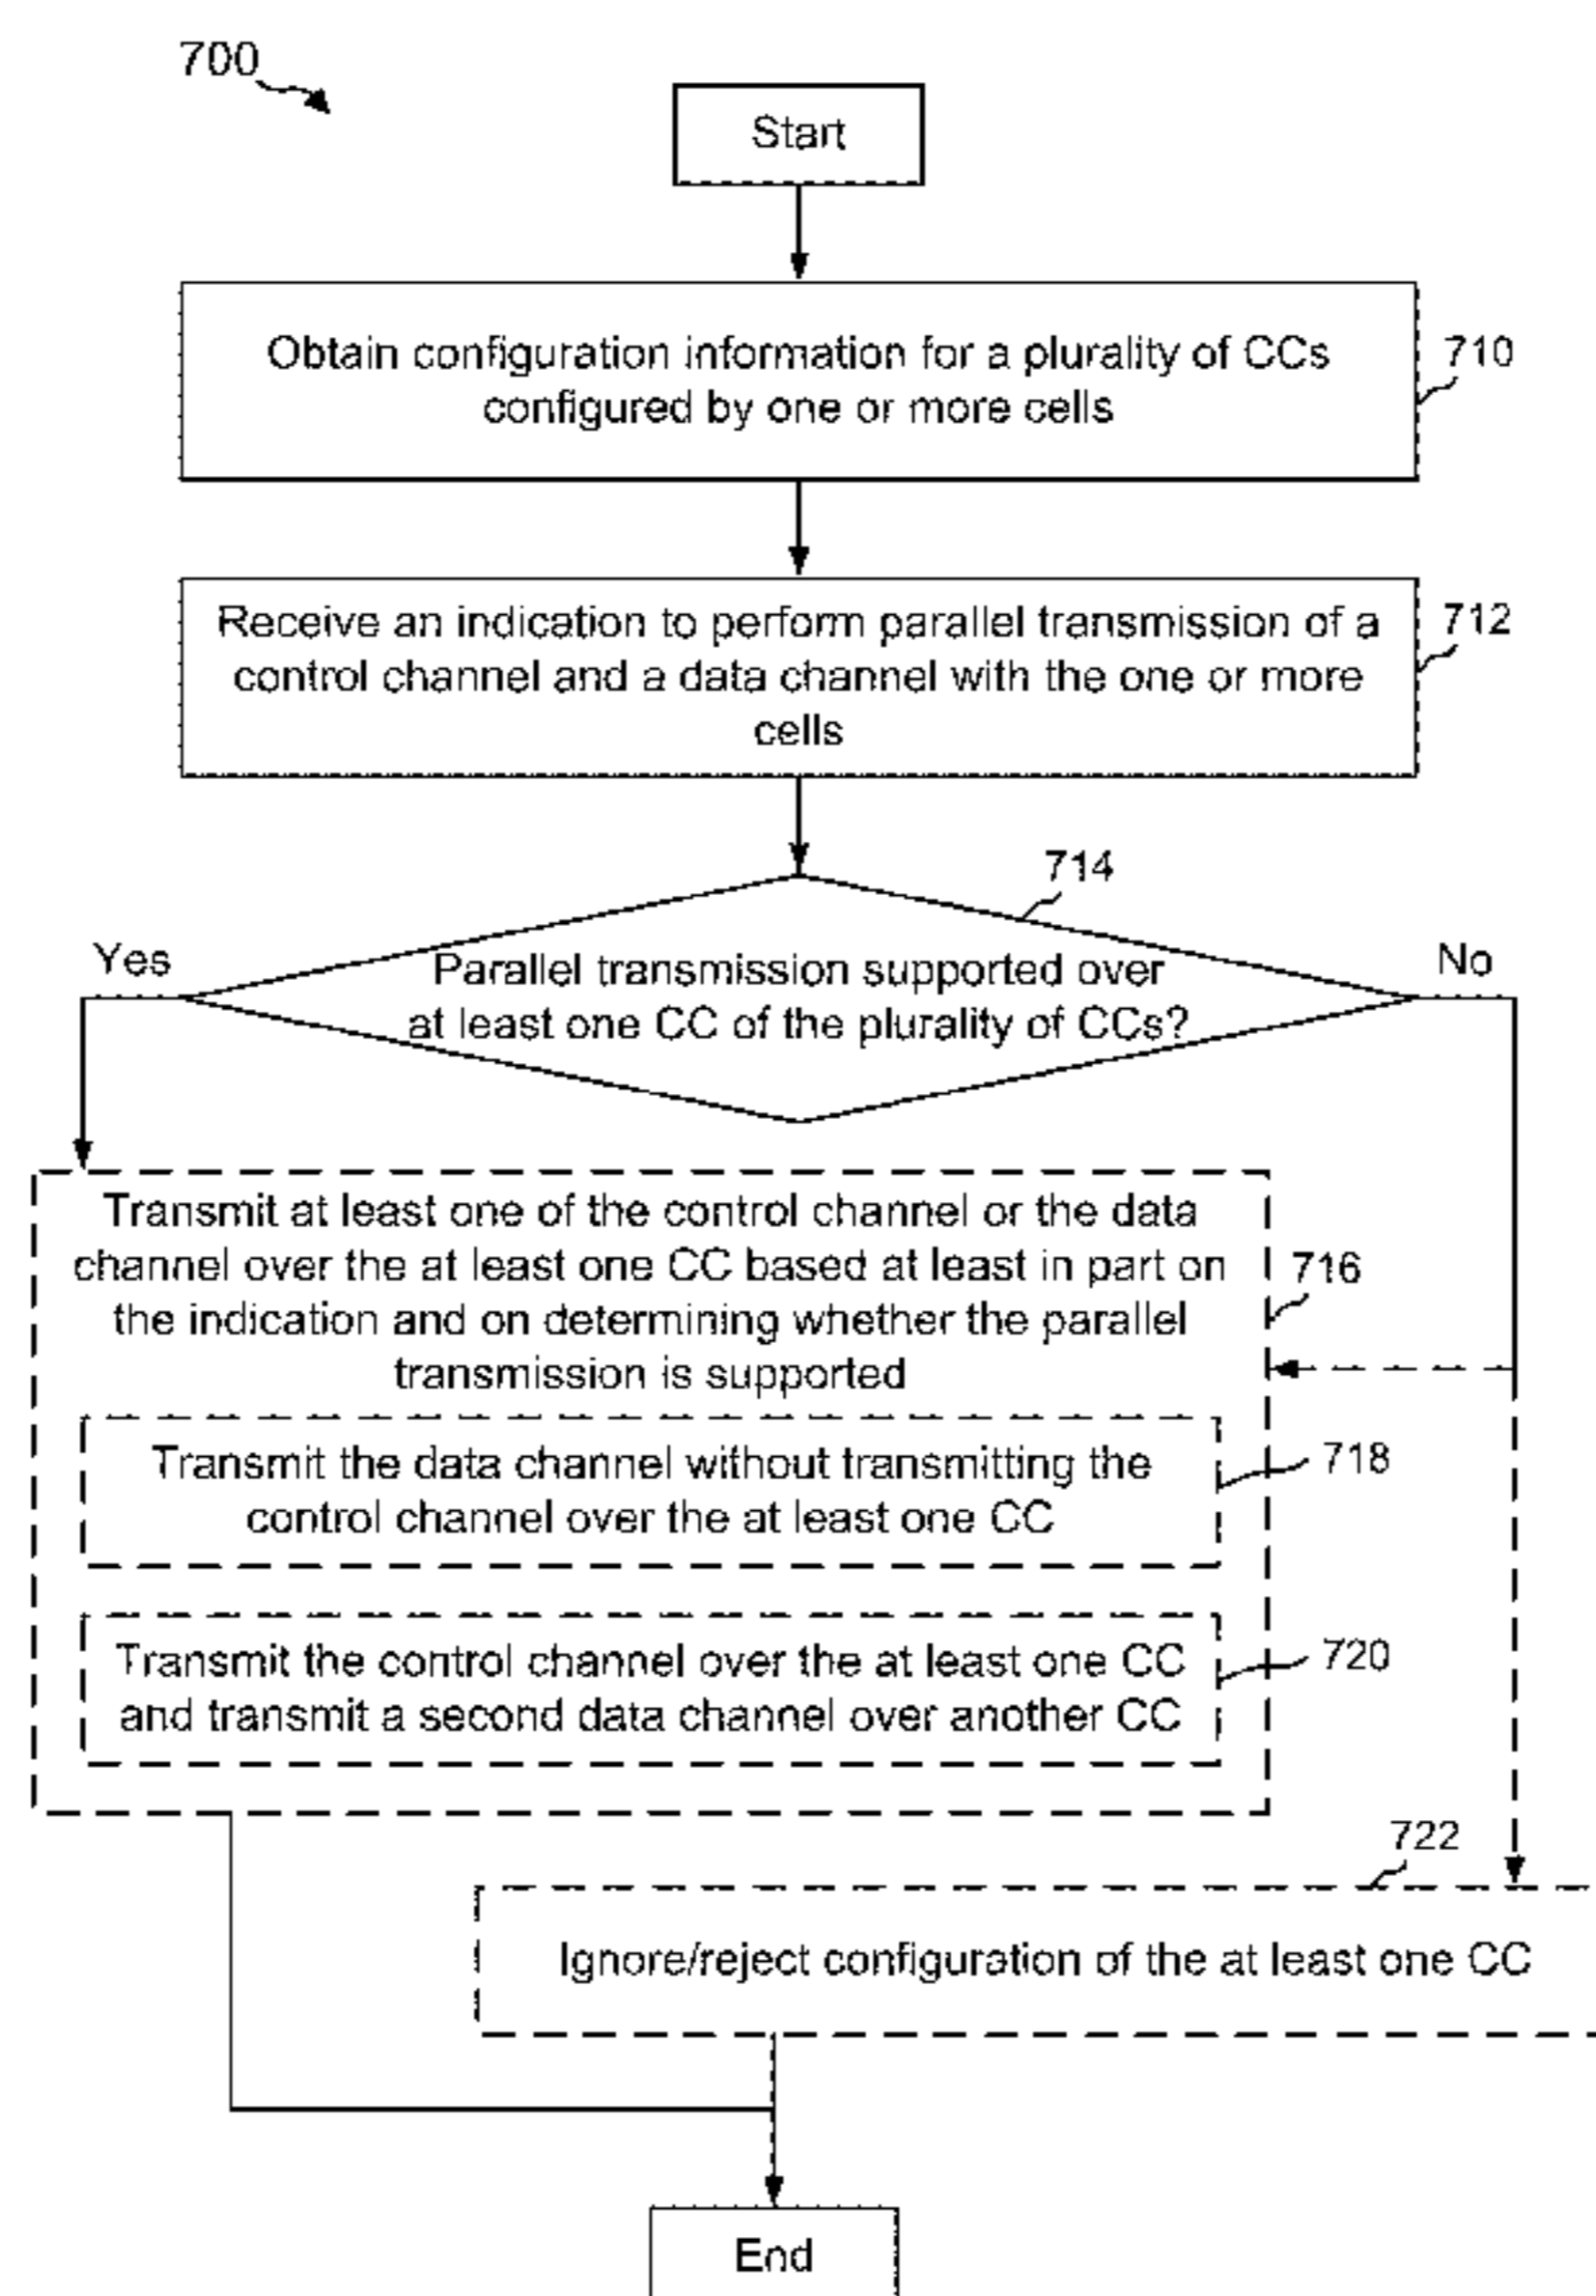 700
Start
Obtain configuration information for a plurality of CCs
configured by one or more cells
710
Receive an indication to perform parallel transmission of a
control channel and a data channel with the one or more
cells
712
714
Yes
No
Parallel transmission supported over
at least one CC of the plurality of CCs?
Transmit at least one of the control channel or the data
channel over the at least one CC based at least in part on
the indication and on determining whether the parallel
transmission is supported
716
Transmit the data channel without transmitting the
control channel over the at least one CC
718
Transmit the control channel over the at least one CC
and transmit a second data channel over another CC
720
722
Ignore/reject configuration of the at least one CC
End